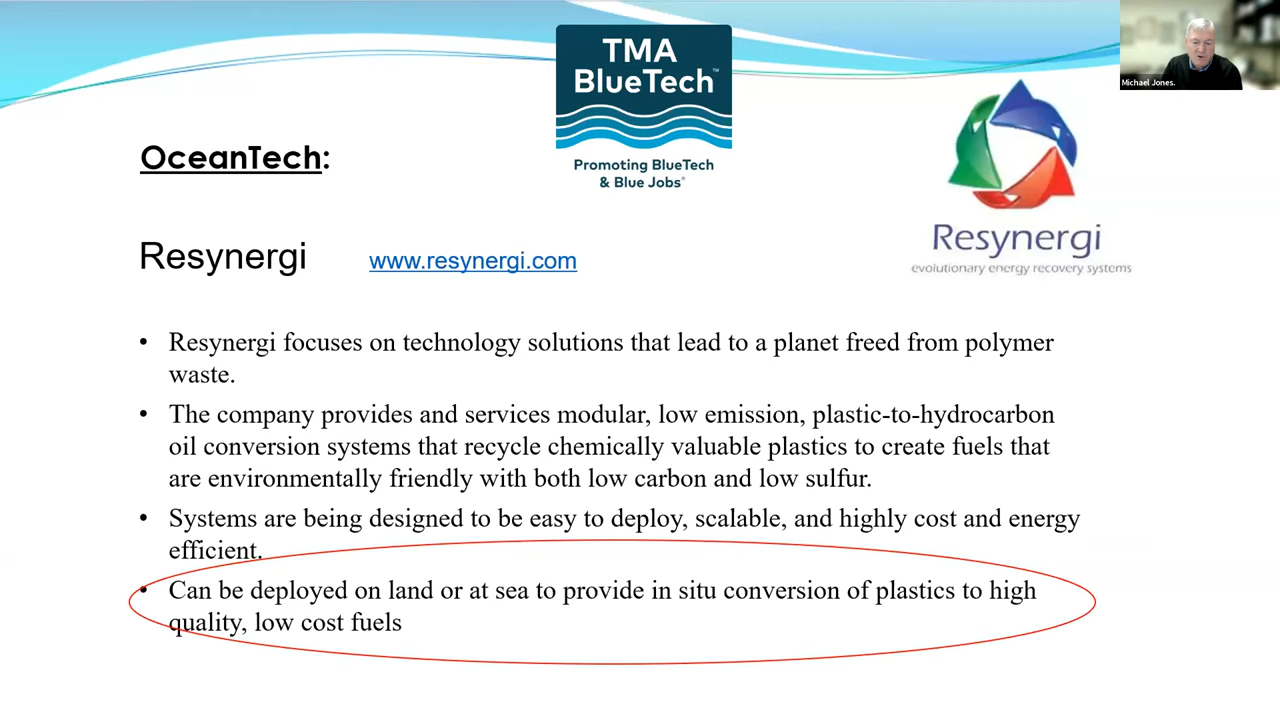 TMA
BlueTech™
Promoting BlueTech
& Blue Jobs®
Michael Jones.
OceanTech:
Resynergi
evolutionary energy recovery systems
Resynergi www.resynergi.com
• Resynergi focuses on technology solutions that lead to a planet freed from polymer
waste.
• The company provides and services modular, low emission, plastic-to-hydrocarbon
oil conversion systems that recycle chemically valuable plastics to create fuels that
are environmentally friendly with both low carbon and low sulfur.
• Systems are being designed to be easy to deploy, scalable, and highly cost and energy
efficient.
• Can be deployed on land or at sea to provide in situ conversion of plastics to high
quality, low cost fuels